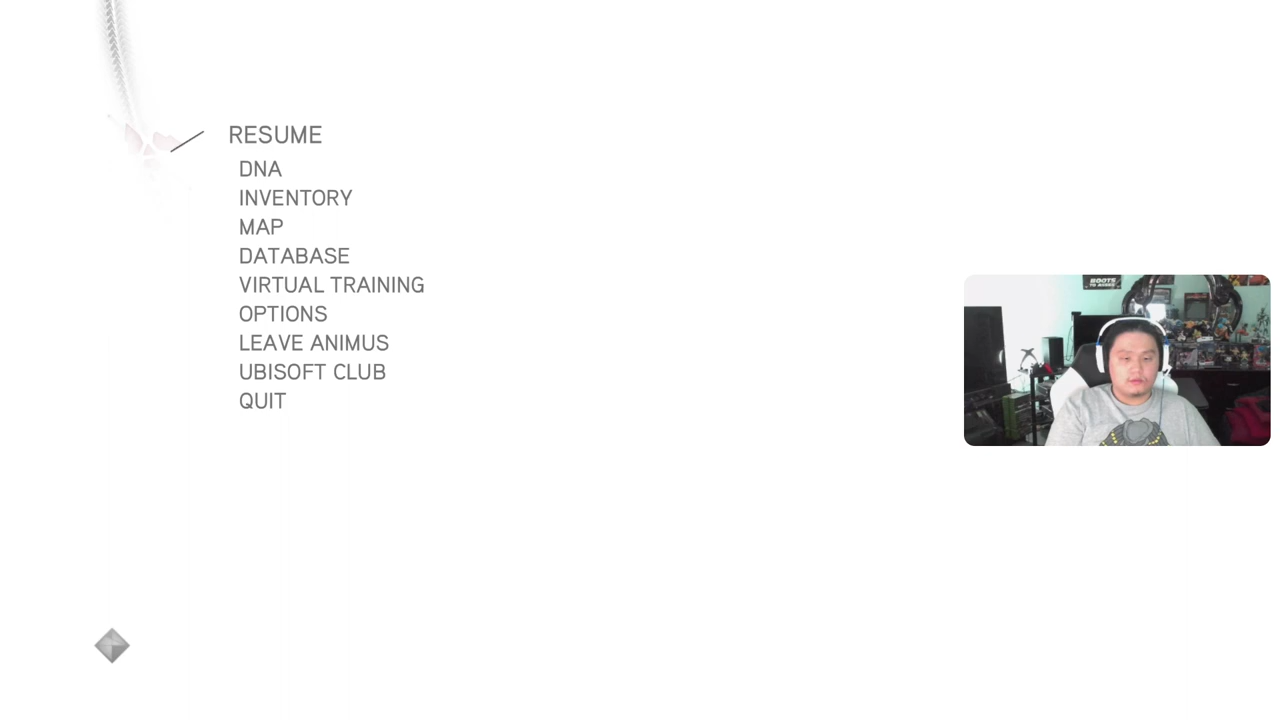 RESUME
DNA
INVENTORY
MAP
DATABASE
VIRTUAL TRAINING
OPTIONS
LEAVE ANIMUS
UBISOFT CLUB
QUIT